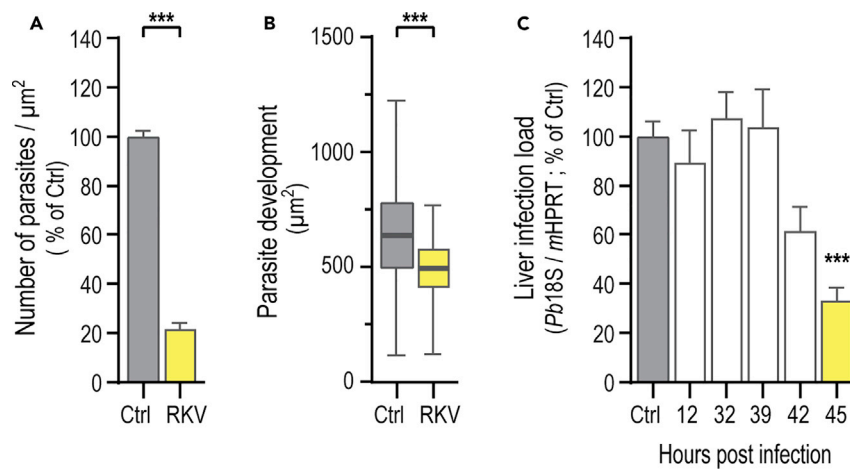 A
Number of parasites / µm²
( % of Ctrl)
140
120
100
80
60
40
20
0
***
Ctrl
RKV
B
Parasite development
(µm²)
1500
1000
500
0
***
Ctrl
RKV
C
Liver infection load
(Pb18S / mHPRT ; % of Ctrl)
140
120
100
80
60
40
20
0
***
Ctrl
12
32
39
42
45
Hours post infection